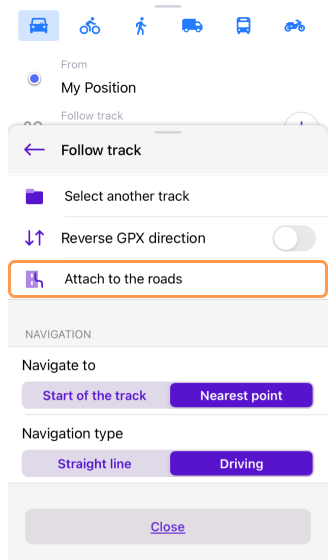 From
My Position
Follow track
Follow track
Select another track
Reverse GPX direction
Attach to the roads
NAVIGATION
Navigate to
Start of the track
Nearest point
Navigation type
Straight line
Driving
Close